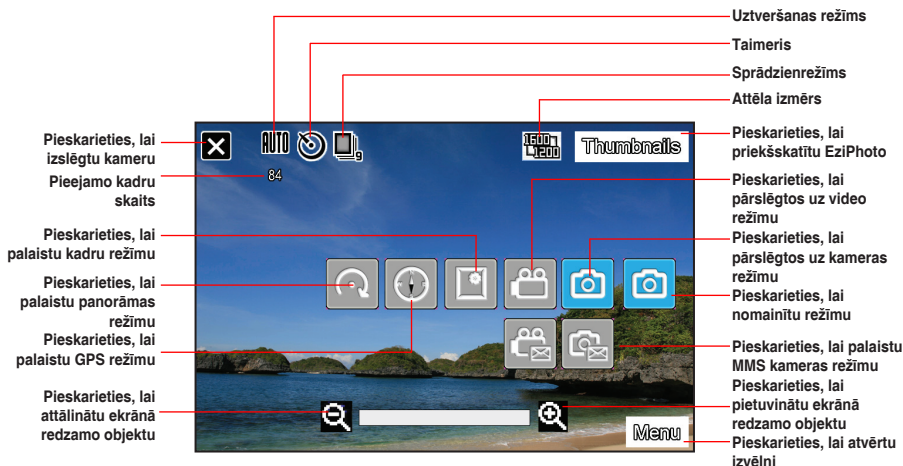 Uztveršanas režīms
Taimeris
Sprādzienrežīms
Attēla izmērs
Pieskarieties, lai
izslēgtu kameru
Pieejamo kadru
skaits
Pieskarieties, lai
palaistu kadru režīmu
Pieskarieties, lai
palaistu panorāmas
režīmu
Pieskarieties, lai
palaistu GPS režīmu
Pieskarieties, lai
attālinātu ekrānā
redzamo objektu
AUTO
9
84
1600
1200
Thumbnails
Menu
Pieskarieties, lai
priekšskatītu EziPhoto
Pieskarieties, lai
pārslēgtos uz video
režīmu
Pieskarieties, lai
pārslēgtos uz kameras
režīmu
Pieskarieties, lai
nomainītu režīmu
Pieskarieties, lai palaistu
MMS kameras režīmu
Pieskarieties, lai
pietuvinātu ekrānā
redzamo objektu
Pieskarieties, lai atvērtu
izvēlni